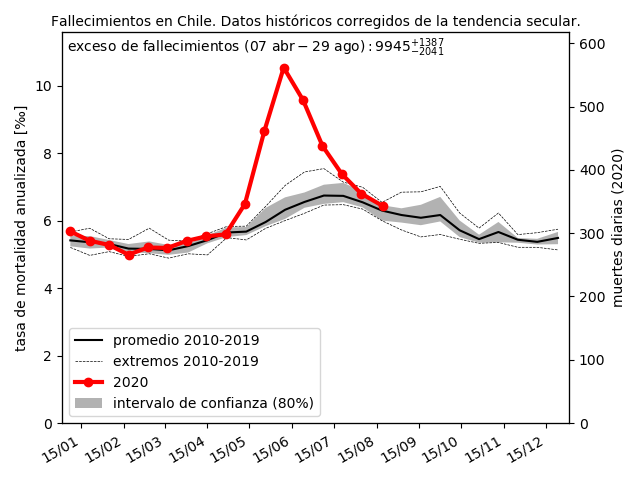 Fallecimientos en Chile. Datos históricos corregidos de la tendencia secular.
exceso de fallecimientos (07 abr − 29 ago) : 9945 +1387 −2041
tasa de mortalidad anualizada [‰]
10
8
6
4
2
0
600
500
400
300
200
100
0
muertes diarias (2020)
promedio 2010-2019
extremos 2010-2019
2020
intervalo de confianza (80%)
15/01 15/02 15/03 15/04 15/05 15/06 15/07 15/08 15/09 15/10 15/11 15/12